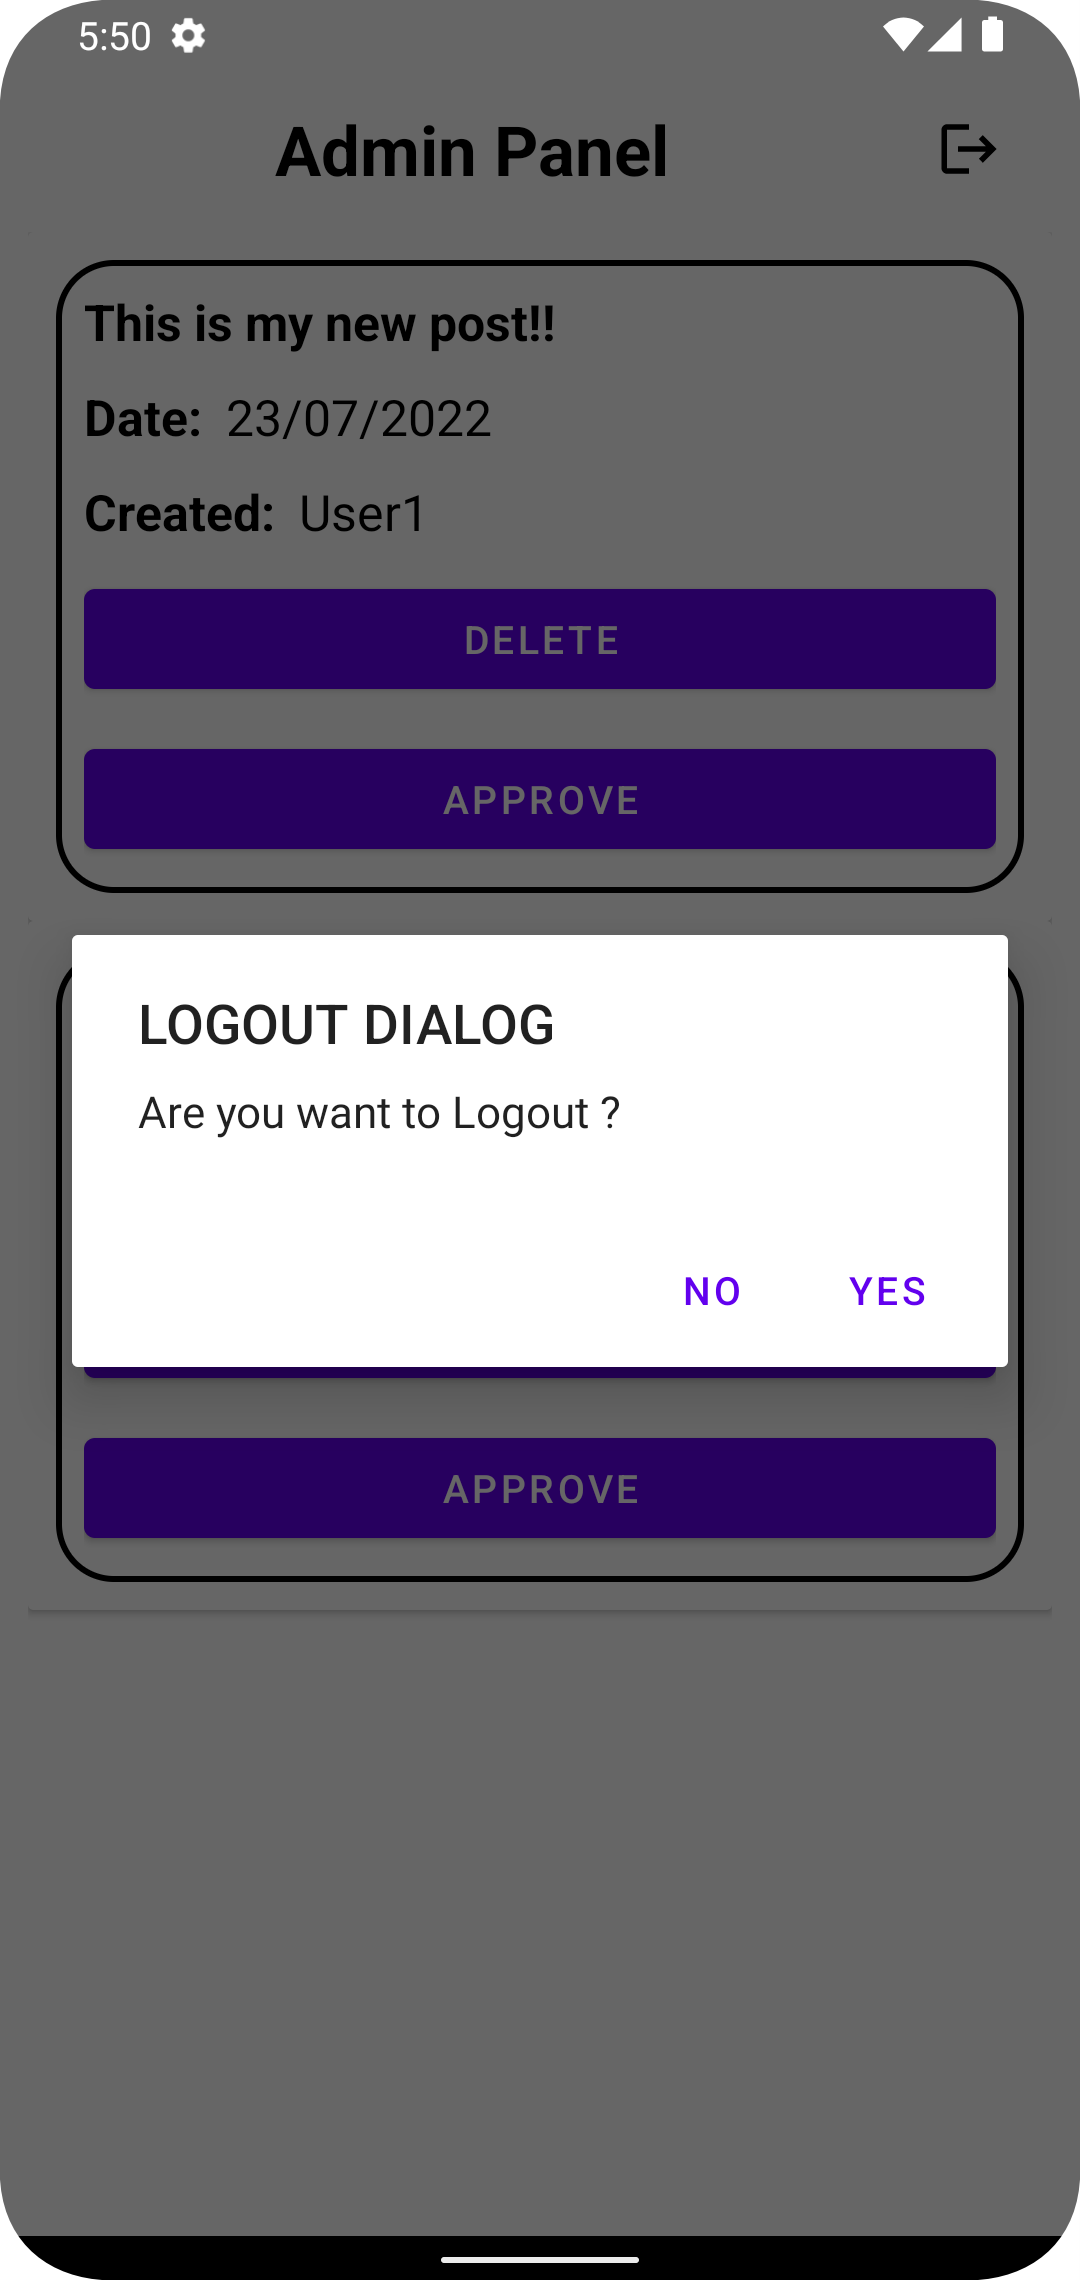 5:50
Admin Panel
This is my new post!!
Date: 23/07/2022
Created: User1
DELETE
APPROVE
LOGOUT DIALOG
Are you want to Logout ?
NO YES
APPROVE